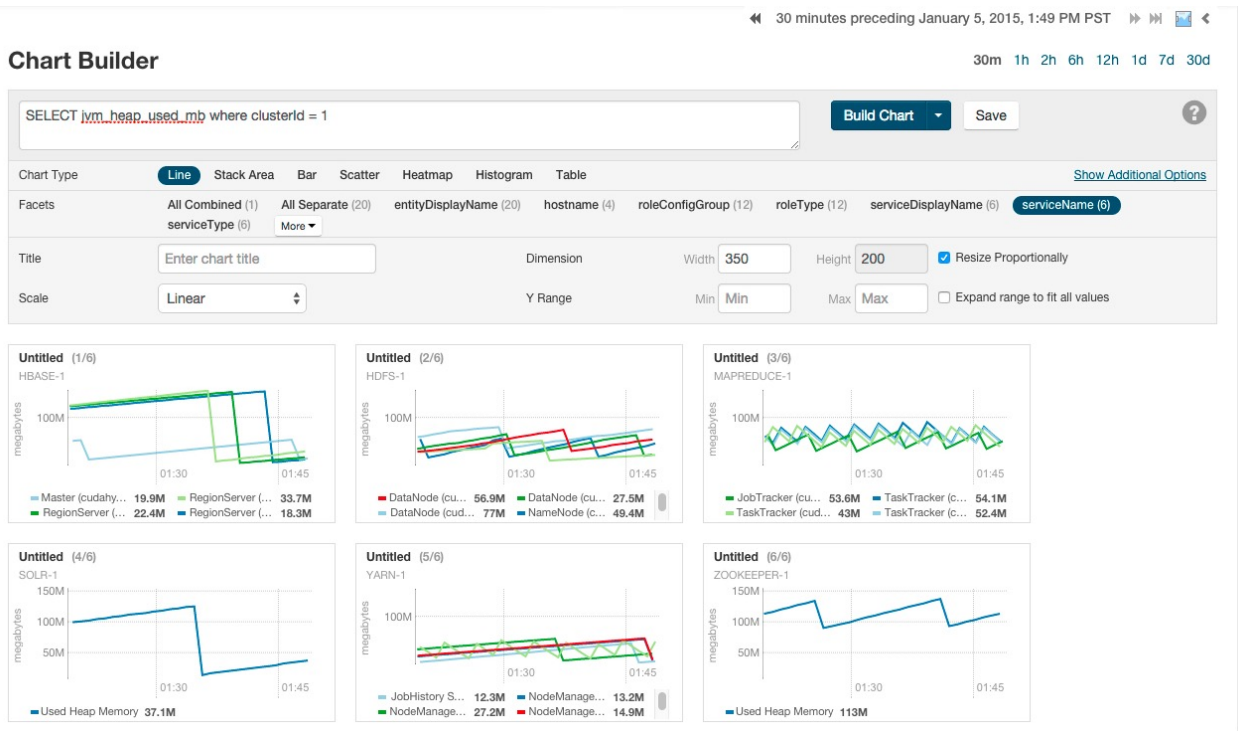 30 minutes preceding January 5, 2015, 1:49 PM PST
Chart Builder
30m 1h 2h 6h 12h 1d 7d 30d
SELECT jvm_heap_used_mb where clusterId = 1
Build Chart
Save
?
Chart Type Line Stack Area Bar Scatter Heatmap Histogram Table Show Additional Options
Facets All Combined (1) All Separate (20) entityDisplayName (20) hostname (4) roleConfigGroup (12) roleType (12) serviceDisplayName (6) serviceName (6)
serviceType (6) More
Title Enter chart title Dimension Width 350 Height 200 Resize Proportionally
Scale Linear Y Range Min Min Max Max Expand range to fit all values
Untitled (1/6)
HBASE-1
megabytes
100M
01:30 01:45
Master (cudahy... 19.9M RegionServer (... 33.7M
RegionServer (... 22.4M RegionServer (... 18.3M
Untitled (2/6)
HDFS-1
megabytes
100M
01:30 01:45
DataNode (cu... 56.9M DataNode (cu... 27.5M
DataNode (cud... 77M NameNode (c... 49.4M
Untitled (3/6)
MAPREDUCE-1
megabytes
100M
01:30 01:45
JobTracker (cu... 53.6M TaskTracker (c... 54.1M
TaskTracker (cud... 43M TaskTracker (c... 52.4M
Untitled (4/6)
SOLR-1
megabytes
150M
100M
50M
01:30 01:45
Used Heap Memory 37.1M
Untitled (5/6)
YARN-1
megabytes
100M
01:30 01:45
JobHistory S... 12.3M NodeManage... 13.2M
NodeManage... 27.2M NodeManage... 14.9M
Untitled (6/6)
ZOOKEEPER-1
megabytes
150M
100M
50M
01:30 01:45
Used Heap Memory 113M